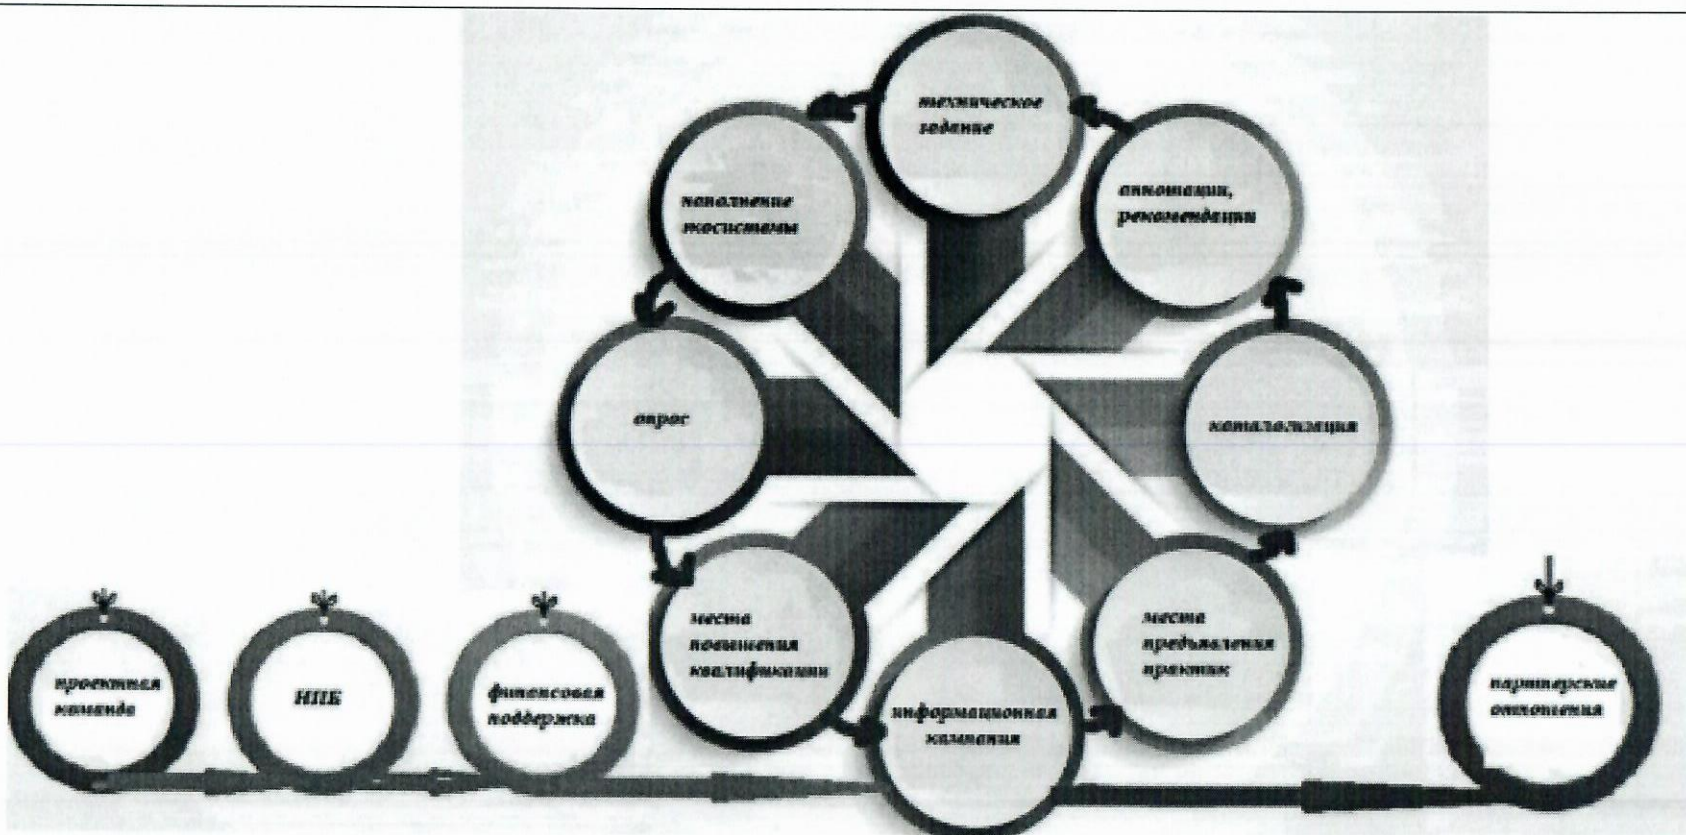 техническое
задание
наполнение
экосистемы
аннотации,
рекомендации
опрос
каталогизация
места
повышения
квалификации
информационная
кампания
места
предъявления
практик
проектная
команда
НПБ
финансовая
поддержка
партнерские
отношения